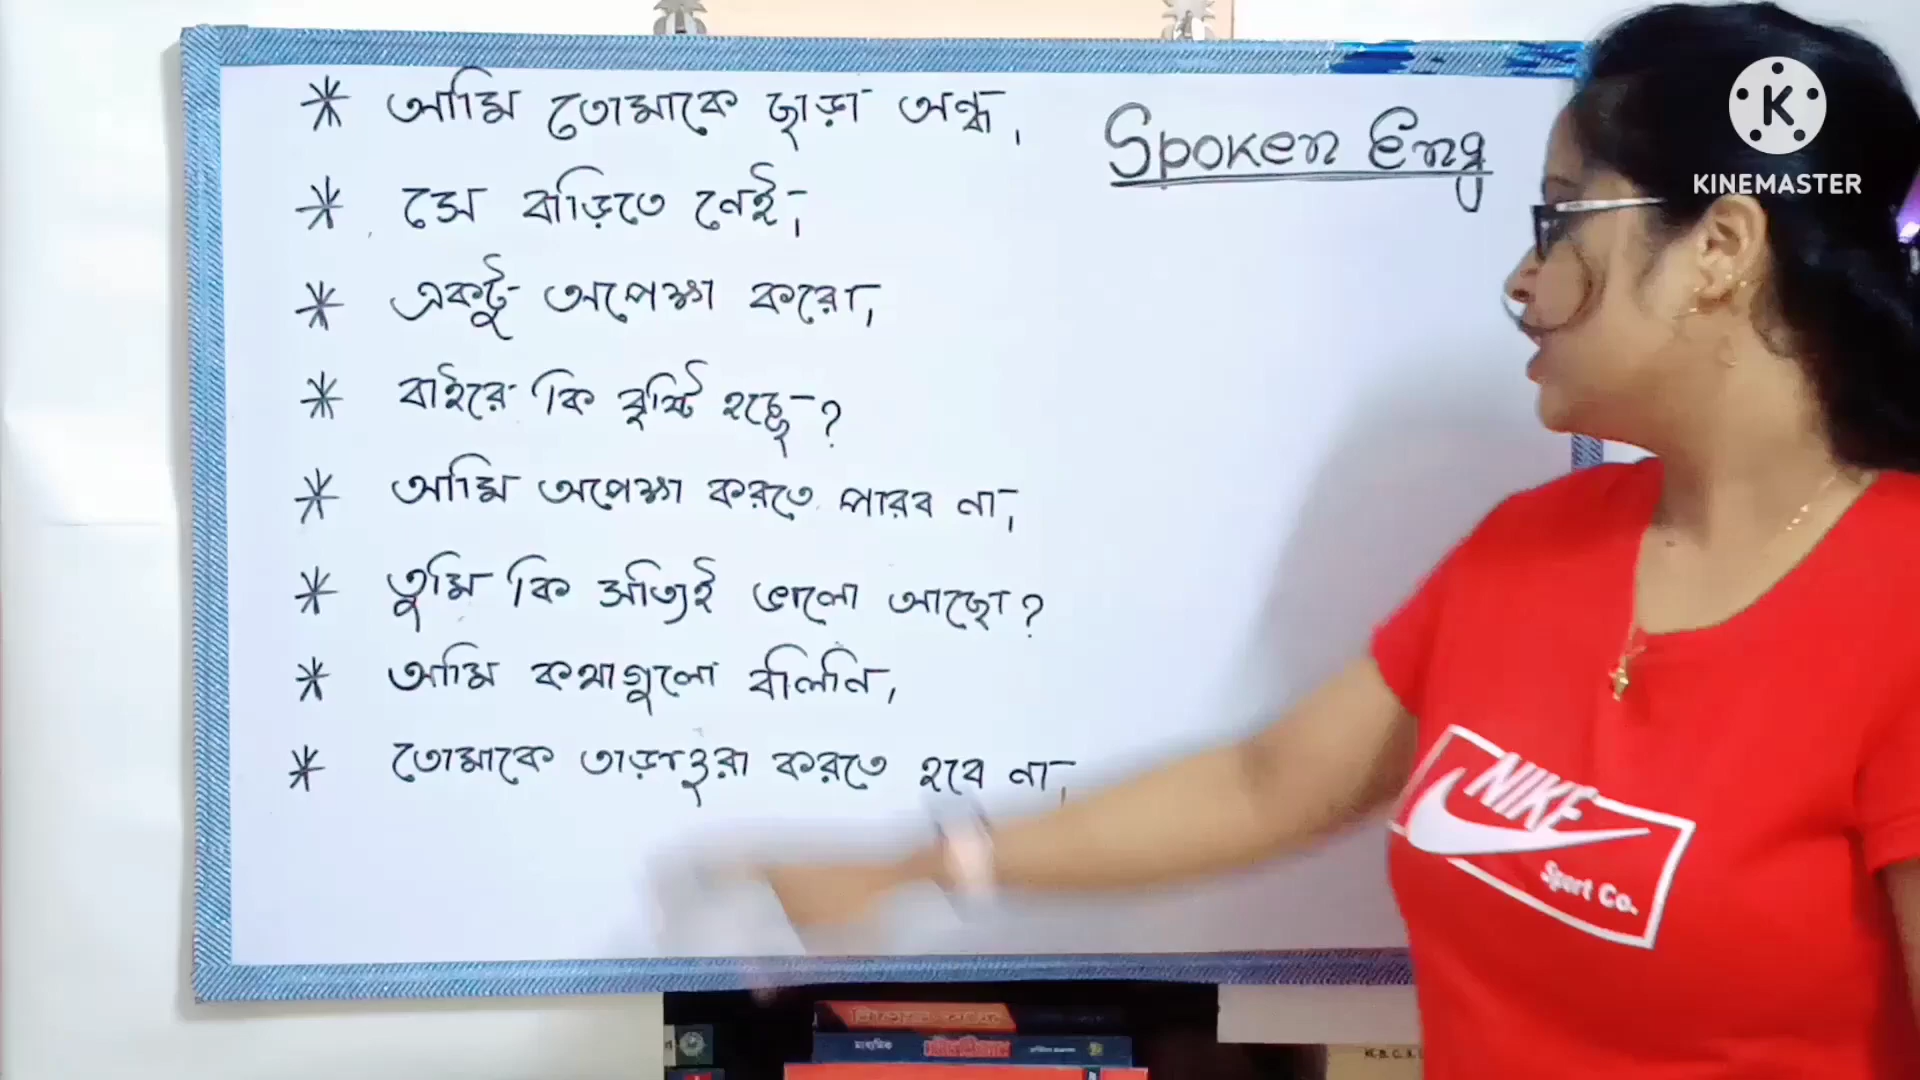 * আমি তোমাকে ছাড়া অন্ধ।
* সে বাড়িতে নেই।
* একটু অপেক্ষা করো।
* বাইরে কি বৃষ্টি হচ্ছে?
* আমি অপেক্ষা করতে পারব না।
* তুমি কি সত্যিই ভালো আছো?
* আমি কথাগুলো বলিনি।
* তোমাকে তাড়াহুরা করতে হবে না।
Spoken Eng
K
KINEMASTER
NIKE
Sport Co.
মাধ্যমিক